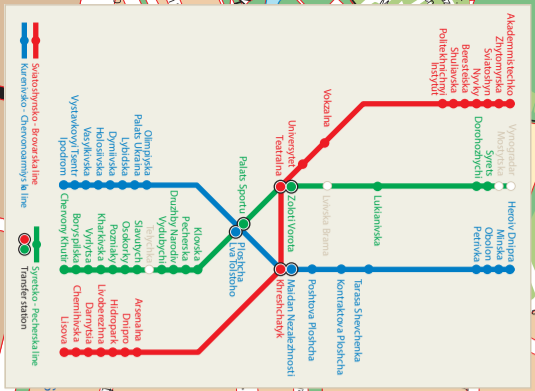 Akademmistechko
Zhytomyrska
Sviatoshyn
Nyvky
Beresteiska
Shuliavska
Politekhnichnyi
Instytut
Vokzalna
Universytet
Teatralna
Khreshchatyk
Arsenalna
Dnipro
Hidropark
Livoberezhna
Darnytsia
Chernihivska
Lisova
Heroiv Dnipra
Minska
Obolon
Petrivka
Tarasa Shevchenka
Kontraktova Ploshcha
Poshtova Ploshcha
Maidan Nezalezhnosti
Ploshcha
Lva Tolstoho
Olimpiiska
Palats Ukraina
Lybidska
Dymiivska
Holosiivska
Vasylkivska
Vystavkovyi Tsentr
Ipodrom
Vynogradar
Mostytska
Syrets
Dorohozhychi
Lukianivska
Lvivska Brama
Zoloti Vorota
Palats Sportu
Klovska
Pecherska
Druzhby Narodiv
Vydubychi
Telychka
Slavutych
Osokorky
Pozniaky
Kharkivska
Vyrlytsa
Boryspilska
Chervony Khutir
Sviatoshynsko - Brovarska line
Kurenivsko - Chervonoarmiyska line
Syretsko - Pecherska line
Transfer station